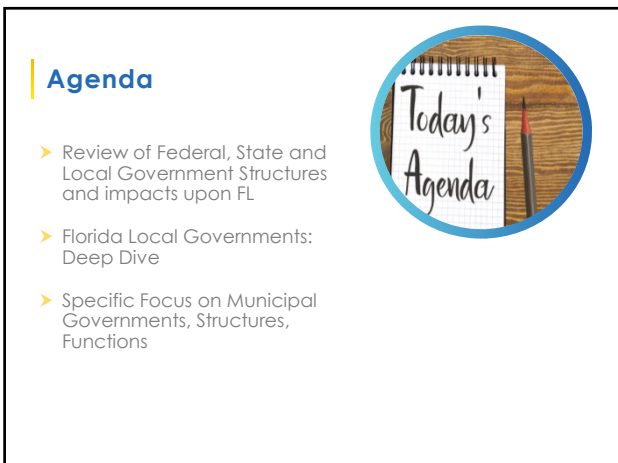 Agenda
Review of Federal, State and
Local Government Structures
and impacts upon FL
Florida Local Governments:
Deep Dive
Specific Focus on Municipal
Governments, Structures,
Functions
Today's
Agenda